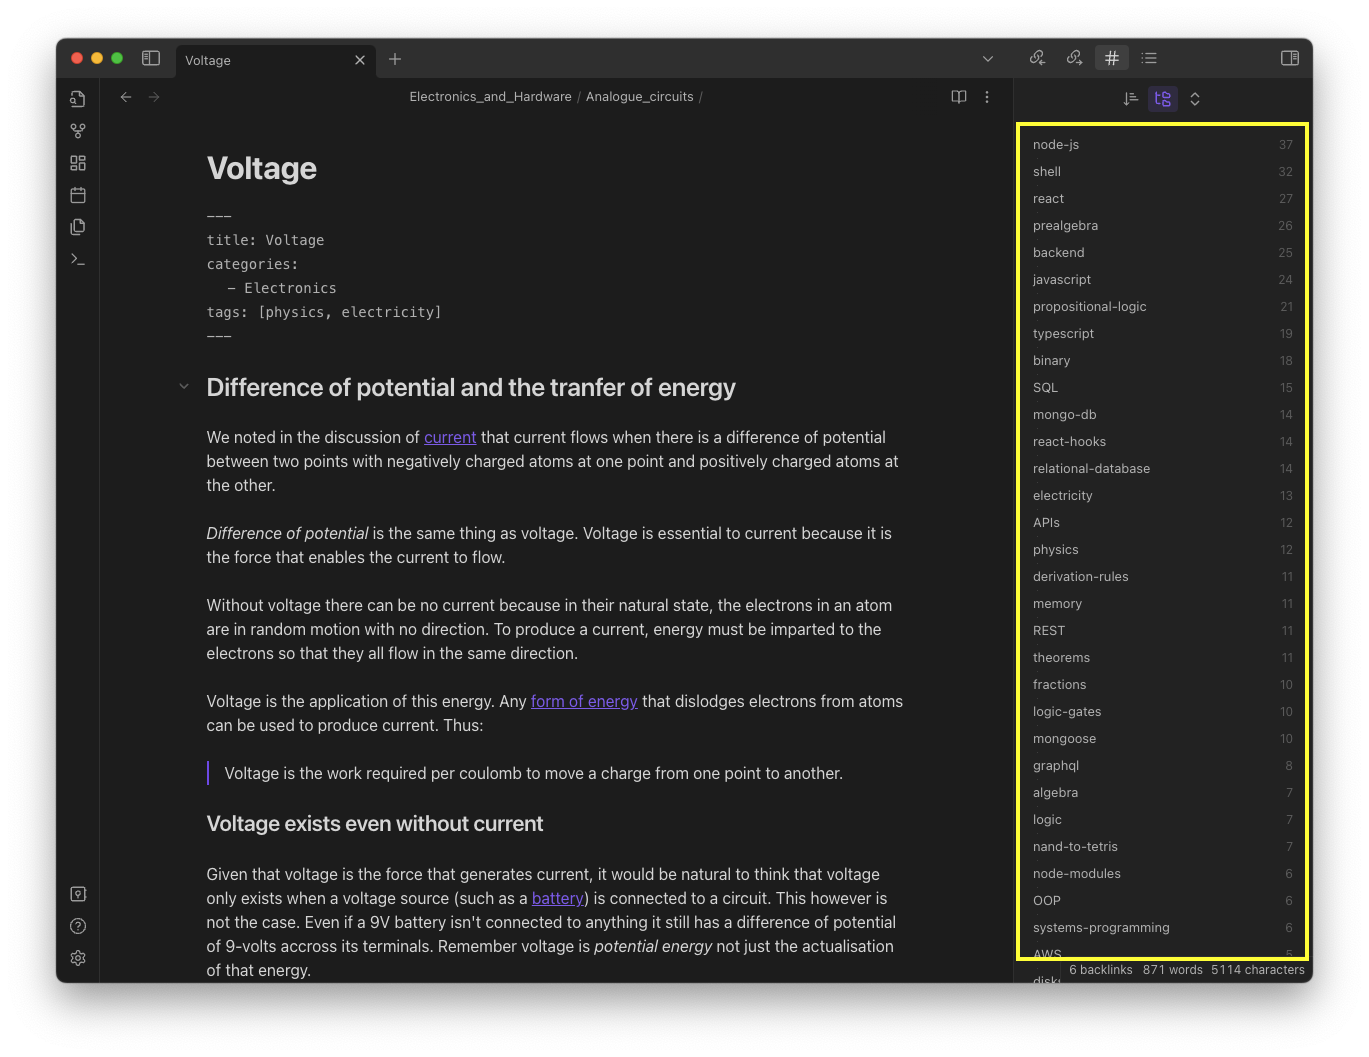 Voltage
Electronics_and_Hardware / Analogue_circuits /
Voltage
---
title: Voltage
categories:
- Electronics
tags: [physics, electricity]
---
Difference of potential and the tranfer of energy
We noted in the discussion of current that current flows when there is a difference of potential
between two points with negatively charged atoms at one point and positively charged atoms at
the other.
Difference of potential is the same thing as voltage. Voltage is essential to current because it is
the force that enables the current to flow.
Without voltage there can be no current because in their natural state, the electrons in an atom
are in random motion with no direction. To produce a current, energy must be imparted to the
electrons so that they all flow in the same direction.
Voltage is the application of this energy. Any form of energy that dislodges electrons from atoms
can be used to produce current. Thus:
Voltage is the work required per coulomb to move a charge from one point to another.
Voltage exists even without current
Given that voltage is the force that generates current, it would be natural to think that voltage
only exists when a voltage source (such as a battery) is connected to a circuit. This however is
not the case. Even if a 9V battery isn't connected to anything it still has a difference of potential
of 9-volts accross its terminals. Remember voltage is potential energy not just the actualisation
of that energy.
node-js 37
shell 32
react 27
prealgebra 26
backend 25
javascript 24
propositional-logic 21
typescript 19
binary 18
SQL 15
mongo-db 14
react-hooks 14
relational-database 14
electricity 13
APIs 12
physics 12
derivation-rules 11
memory 11
REST 11
theorems 11
fractions 10
logic-gates 10
mongoose 10
graphql 8
algebra 7
logic 7
nand-to-tetris 7
node-modules 6
OOP 6
systems-programming 6
AWS 5
6 backlinks 871 words 5114 characters